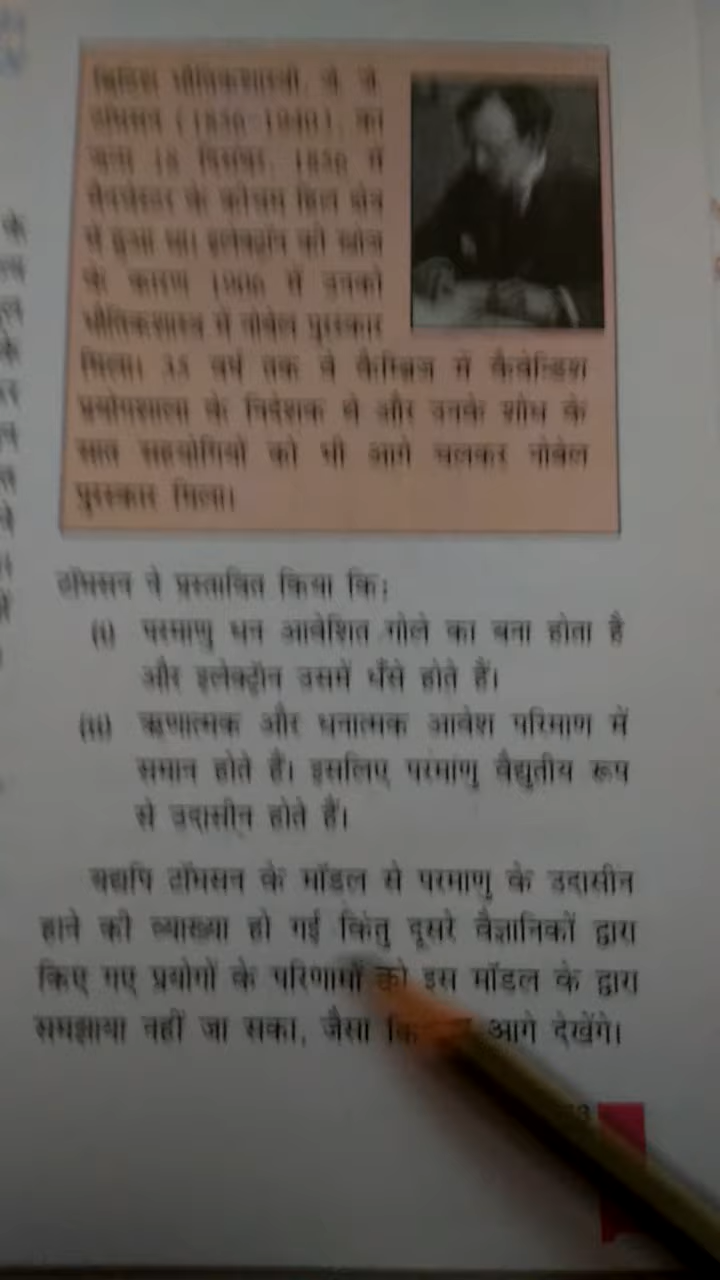 ब्रिटिश भौतिकशास्त्री, जे. जे.
टॉमसन (1856-1940), का
जन्म 18 दिसंबर, 1856 में
मैनचेस्टर के क्रीथम हिल क्षेत्र
में हुआ था। इलेक्ट्रॉन की खोज
के कारण 1906 में उनको
भौतिकशास्त्र में नोबेल पुरस्कार
मिला। 35 वर्ष तक वे कैम्ब्रिज में कैवेन्डिश
प्रयोगशाला के निदेशक थे और उनके शोध के
सात सहयोगियों को भी आगे चलकर नोबेल
पुरस्कार मिला।
टॉमसन ने प्रस्तावित किया कि:
(i) परमाणु धन आवेशित गोले का बना होता है
और इलेक्ट्रॉन उसमें धँसे होते हैं।
(ii) ऋणात्मक और धनात्मक आवेश परिमाण में
समान होते हैं। इसलिए परमाणु वैद्युतीय रूप
से उदासीन होते हैं।
यद्यपि टॉमसन के मॉडल से परमाणु के उदासीन
होने की व्याख्या हो गई किंतु दूसरे वैज्ञानिकों द्वारा
किए गए प्रयोगों के परिणामों को इस मॉडल के द्वारा
समझाया नहीं जा सका, जैसा कि आगे देखेंगे।